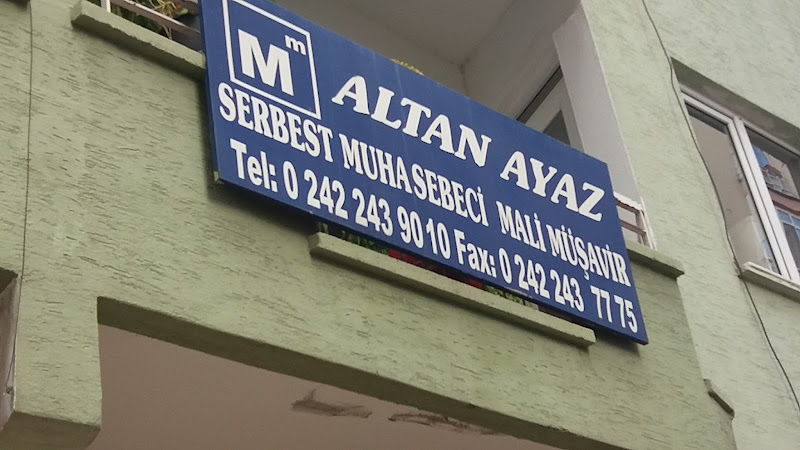 Mm
ALTAN AYAZ
SERBEST MUHASEBECİ MALİ MÜŞAVİR
Tel: 0 242 243 90 10 Fax: 0 242 243 77 75